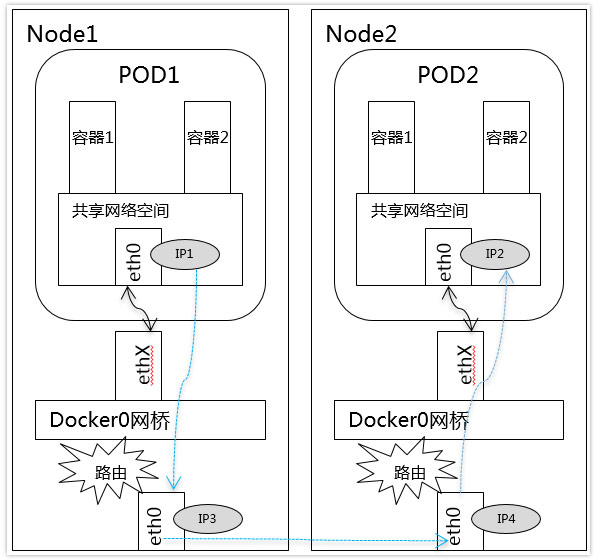 Node1
POD1
容器1
容器2
共享网络空间
eth0
IP1
ethX
Docker0网桥
路由
eth0
IP3
Node2
POD2
容器1
容器2
共享网络空间
eth0
IP2
ethX
Docker0网桥
路由
eth0
IP4